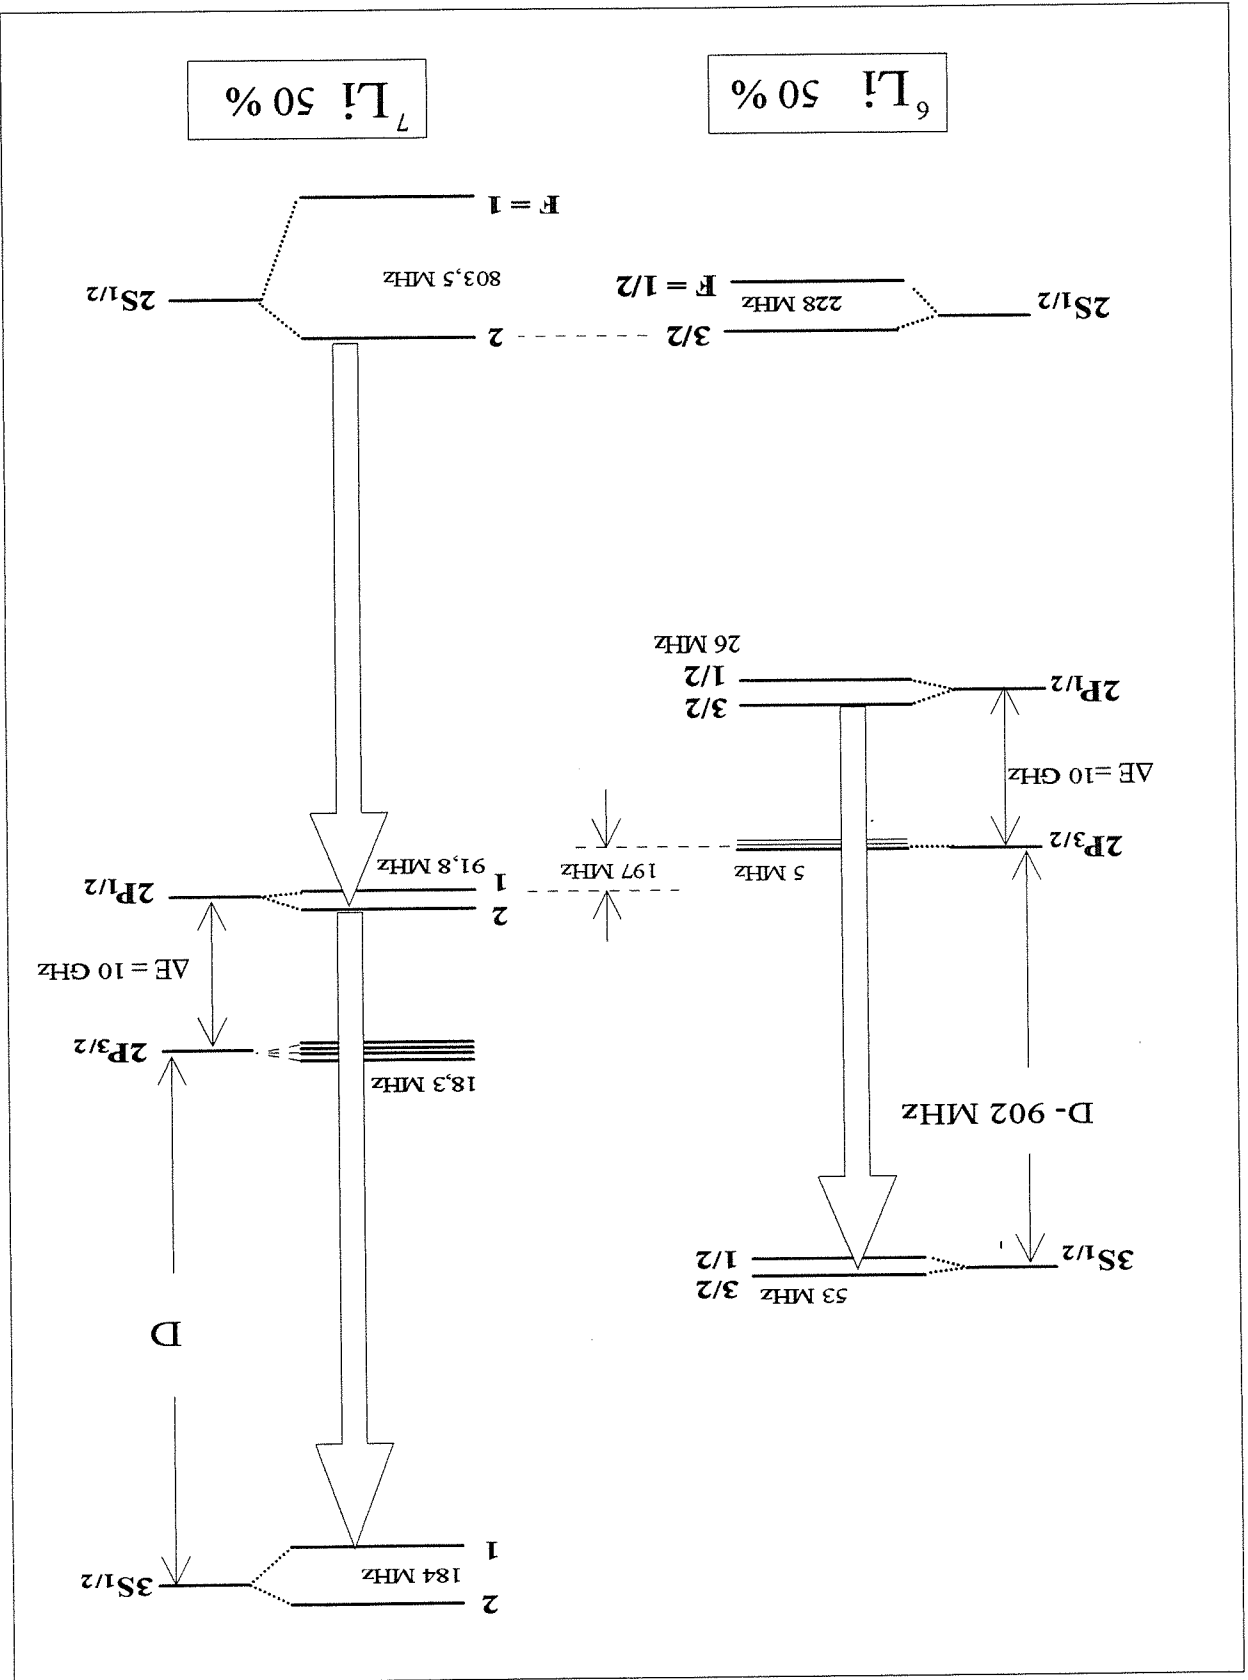 2
184 MHz
3S1/2
1
D
53 MHz
3/2
3S1/2
1/2
D- 902 MHz
18,3 MHz
2P3/2
ΔE = 10 GHz
2
1
91,8 MHz
2P1/2
5 MHz
197 MHz
2P3/2
ΔE =10 GHz
3/2
2P1/2
1/2
26 MHz
3/2
2
2S1/2
228 MHz
2S1/2
F = 1/2
803,5 MHz
F = 1
⁶Li 50 %
⁷Li 50 %